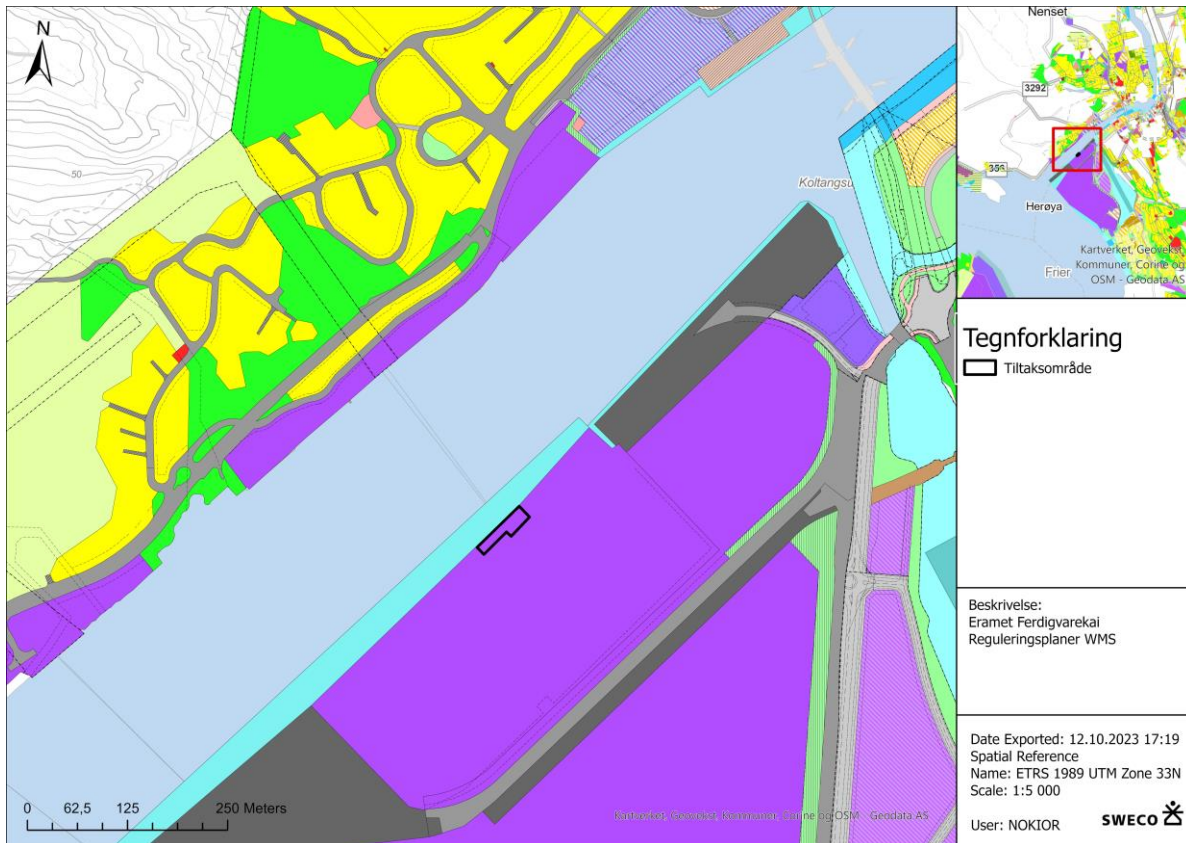 N
50
Koltangsu
0 62,5 125 250 Meters
Kartverket, Geovekst, Kommuner, Corine og OSM - Geodata AS
Nenset
3292
356
Herøya
Frier
Kartverket, Geovekst,
Kommuner, Corine og
OSM - Geodata AS
Tegnforklaring
Tiltaksområde
Beskrivelse:
Eramet Ferdigvarekai
Reguleringsplaner WMS
Date Exported: 12.10.2023 17:19
Spatial Reference
Name: ETRS 1989 UTM Zone 33N
Scale: 1:5 000
User: NOKIOR
SWECO